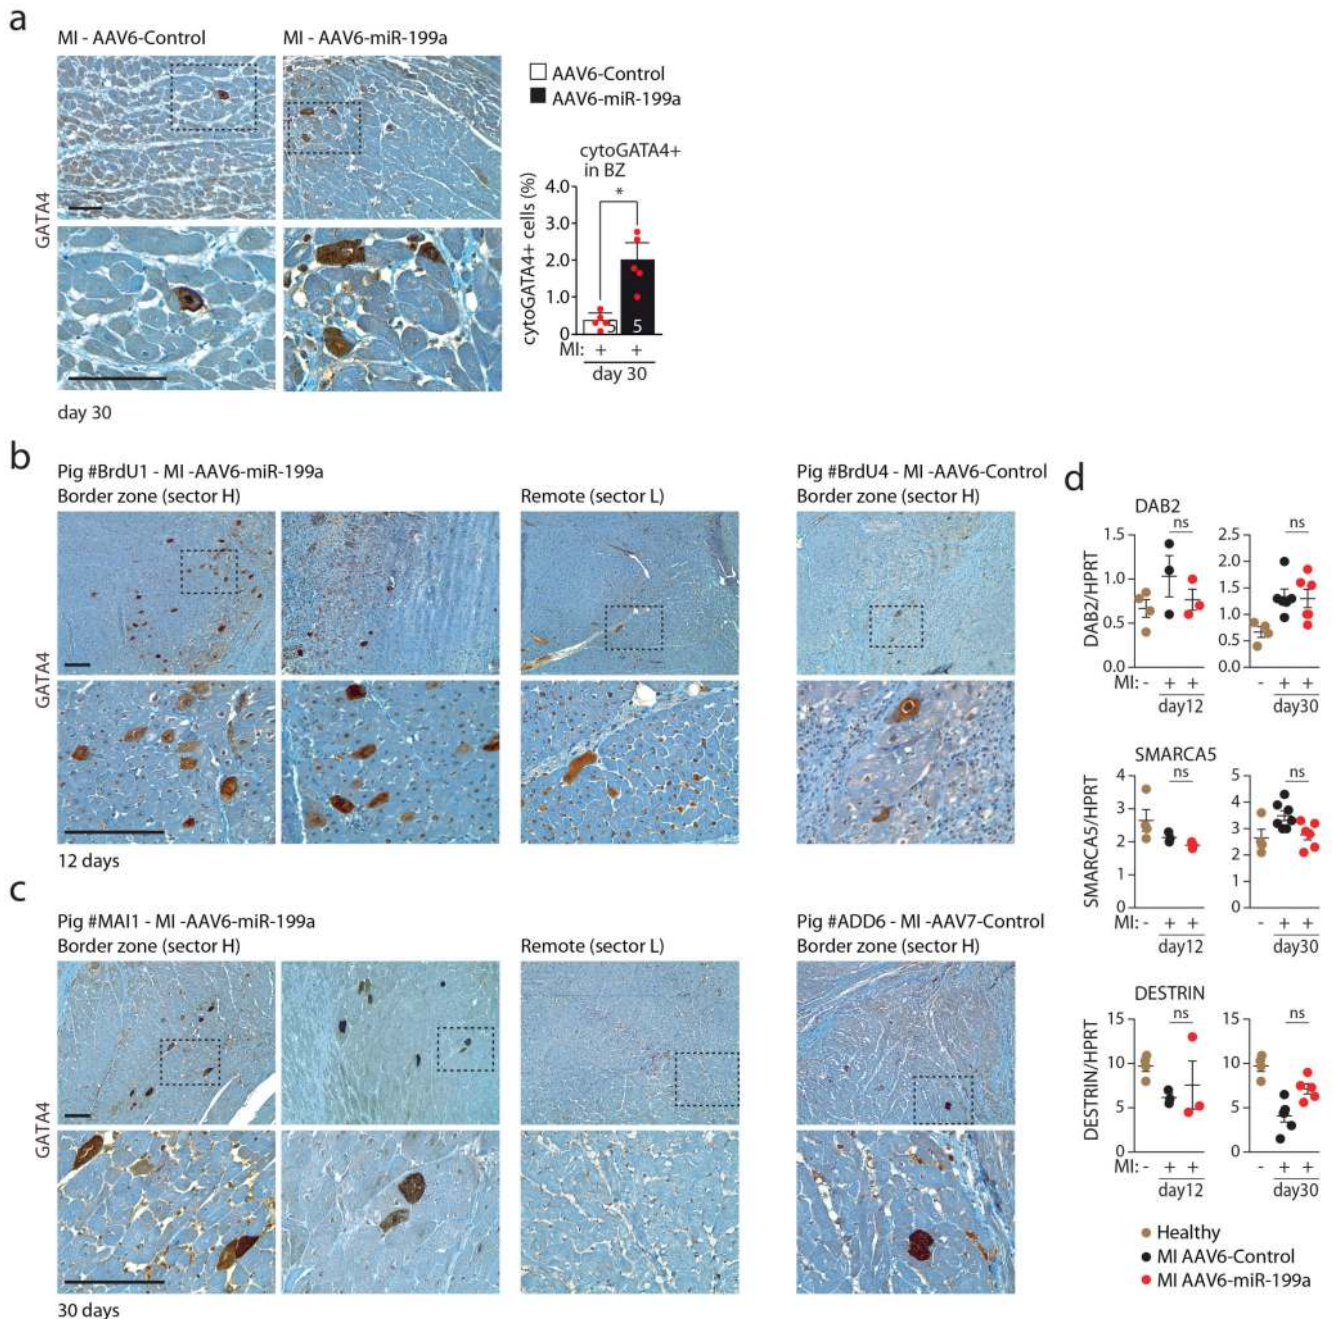 a
MI - AAV6-Control
MI - AAV6-miR-199a
GATA4
day 30
AAV6-Control
AAV6-miR-199a
cytoGATA4+
in BZ
cytoGATA4+ cells (%)
4.0
3.0
2.0
1.0
0
*
5
5
MI: + +
day 30
b
Pig #BrdU1 - MI -AAV6-miR-199a
Border zone (sector H)
Remote (sector L)
Pig #BrdU4 - MI -AAV6-Control
Border zone (sector H)
GATA4
12 days
c
Pig #MAI1 - MI -AAV6-miR-199a
Border zone (sector H)
Remote (sector L)
Pig #ADD6 - MI -AAV7-Control
Border zone (sector H)
GATA4
30 days
d
DAB2
DAB2/HPRT
1.5
1.0
0.5
0.0
ns
MI: - + +
day12
2.5
2.0
1.5
1.0
0.5
0.0
ns
- + +
day30
SMARCA5
SMARCA5/HPRT
4
3
2
1
0
ns
MI: - + +
day12
5
4
3
2
1
0
ns
- + +
day30
DESTRIN
DESTRIN/HPRT
15
10
5
0
ns
MI: - + +
day12
15
10
5
0
ns
- + +
day30
Healthy
MI AAV6-Control
MI AAV6-miR-199a